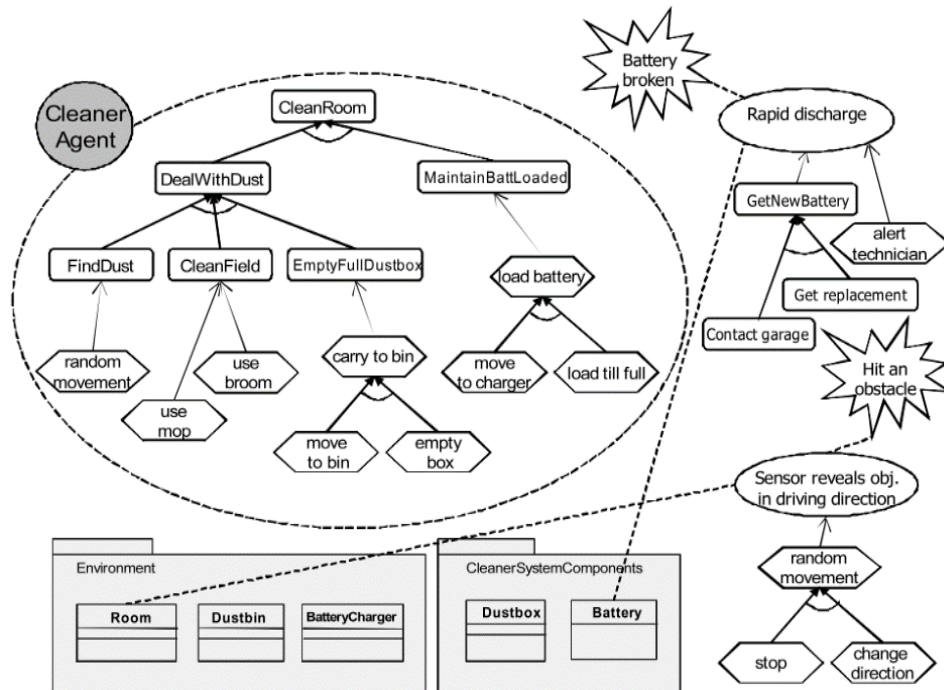 Battery
broken
Cleaner
Agent
CleanRoom
Rapid discharge
DealWithDust
MaintainBattLoaded
GetNewBattery
FindDust
CleanField
EmptyFullDustbox
alert
technician
load battery
Get replacement
Contact garage
random
movement
use
broom
carry to bin
move
to charger
load till full
Hit an
obstacle
use
mop
move
to bin
empty
box
Sensor reveals obj.
in driving direction
Environment
CleanerSystemComponents
random
movement
Room
Dustbin
BatteryCharger
Dustbox
Battery
stop
change
direction